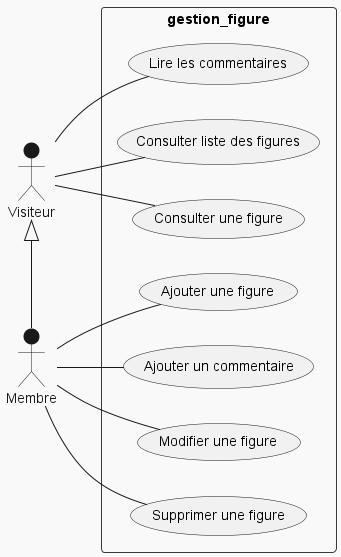 gestion_figure
Lire les commentaires
Consulter liste des figures
Visiteur
Consulter une figure
Ajouter une figure
Ajouter un commentaire
Membre
Modifier une figure
Supprimer une figure